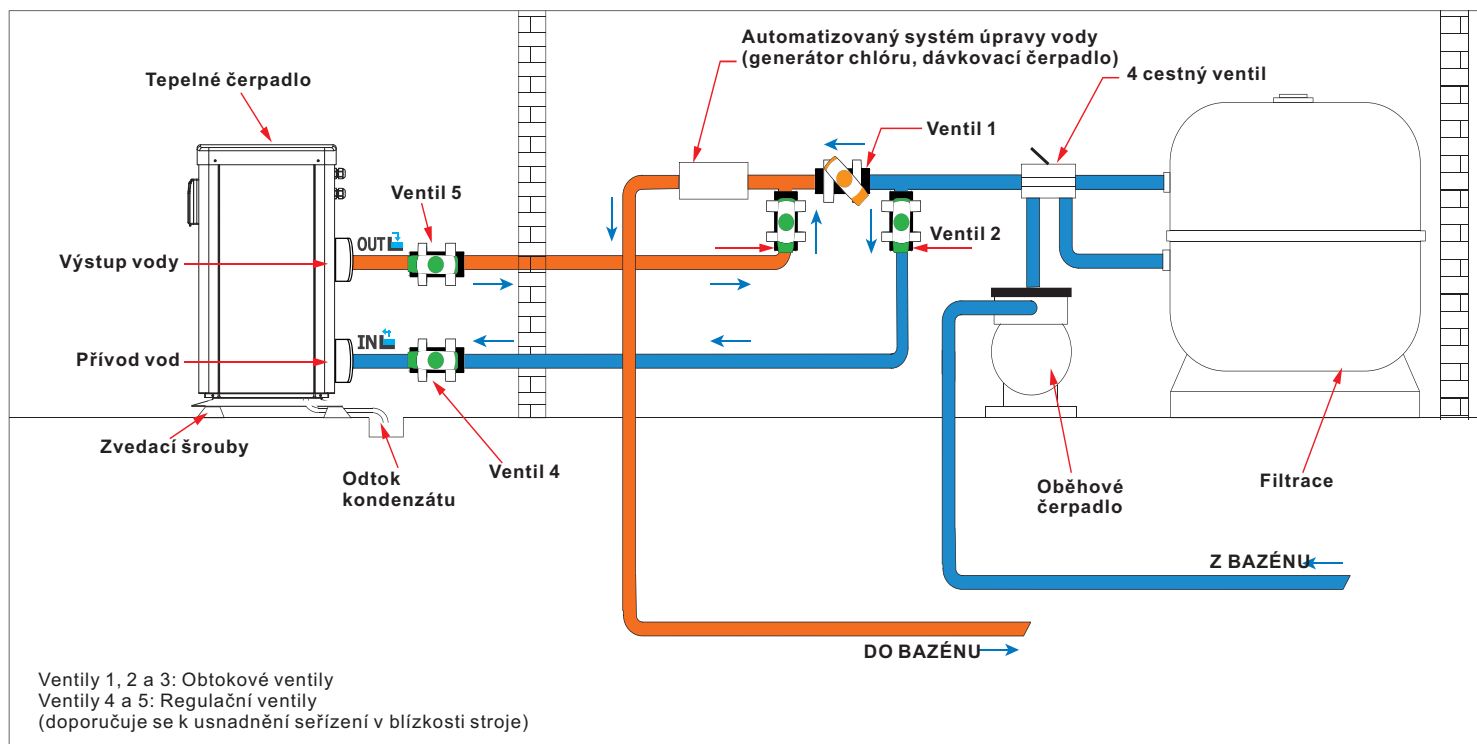 Automatizovaný systém úpravy vody
(generátor chlóru, dávkovací čerpadlo)
4 cestný ventil
Tepelné čerpadlo
Ventil 1
Ventil 5
Ventil 2
OUT
Výstup vody
IN
Přívod vod
Zvedací šrouby
Odtok
kondenzátu
Ventil 4
Oběhové
čerpadlo
Filtrace
Z BAZÉNU
DO BAZÉNU
Ventily 1, 2 a 3: Obtokové ventily
Ventily 4 a 5: Regulační ventily
(doporučuje se k usnadnění seřízení v blízkosti stroje)